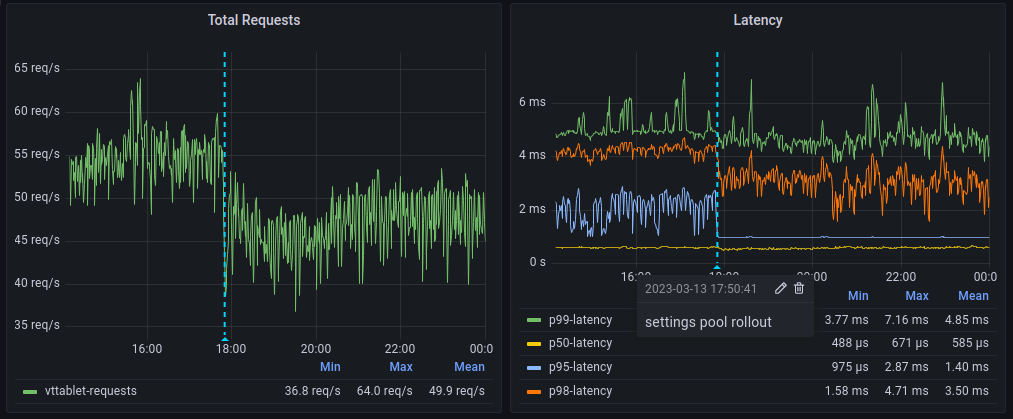 Total Requests
65 req/s
60 req/s
55 req/s
50 req/s
45 req/s
40 req/s
35 req/s
16:00 18:00 20:00 22:00 00:0
Min Max Mean
vttablet-requests 36.8 req/s 64.0 req/s 49.9 req/s
Latency
6 ms
4 ms
2 ms
0 s
16:00 18:00 20:00 22:00 00:0
2023-03-13 17:50:41
settings pool rollout
Min Max Mean
p99-latency 3.77 ms 7.16 ms 4.85 ms
p50-latency 488 µs 671 µs 585 µs
p95-latency 975 µs 2.87 ms 1.40 ms
p98-latency 1.58 ms 4.71 ms 3.50 ms